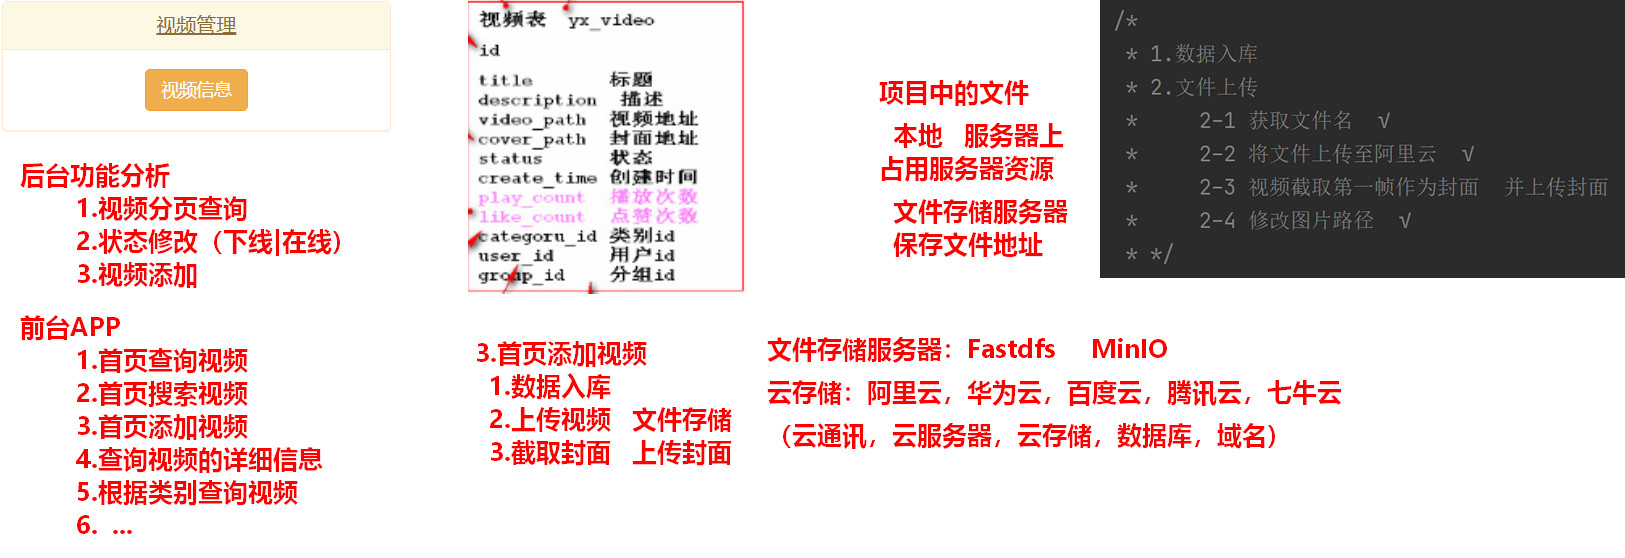 视频管理
视频信息
后台功能分析
1.视频分页查询
2.状态修改（下线|在线）
3.视频添加
前台APP
1.首页查询视频
2.首页搜索视频
3.首页添加视频
4.查询视频的详细信息
5.根据类别查询视频
6. ...
视频表 yx_video
id
title 标题
description 描述
video_path 视频地址
cover_path 封面地址
status 状态
create_time 创建时间
play_count 播放次数
like_count 点赞次数
categoru_id 类别id
user_id 用户id
group_id 分组id
3.首页添加视频
1.数据入库
2.上传视频 文件存储
3.截取封面 上传封面
项目中的文件
本地 服务器上
占用服务器资源
文件存储服务器
保存文件地址
文件存储服务器：Fastdfs MinIO
云存储：阿里云，华为云，百度云，腾讯云，七牛云
（云通讯，云服务器，云存储，数据库，域名）
/*
* 1.数据入库
* 2.文件上传
* 2-1 获取文件名 √
* 2-2 将文件上传至阿里云 √
* 2-3 视频截取第一帧作为封面 并上传封面
* 2-4 修改图片路径 √
* */